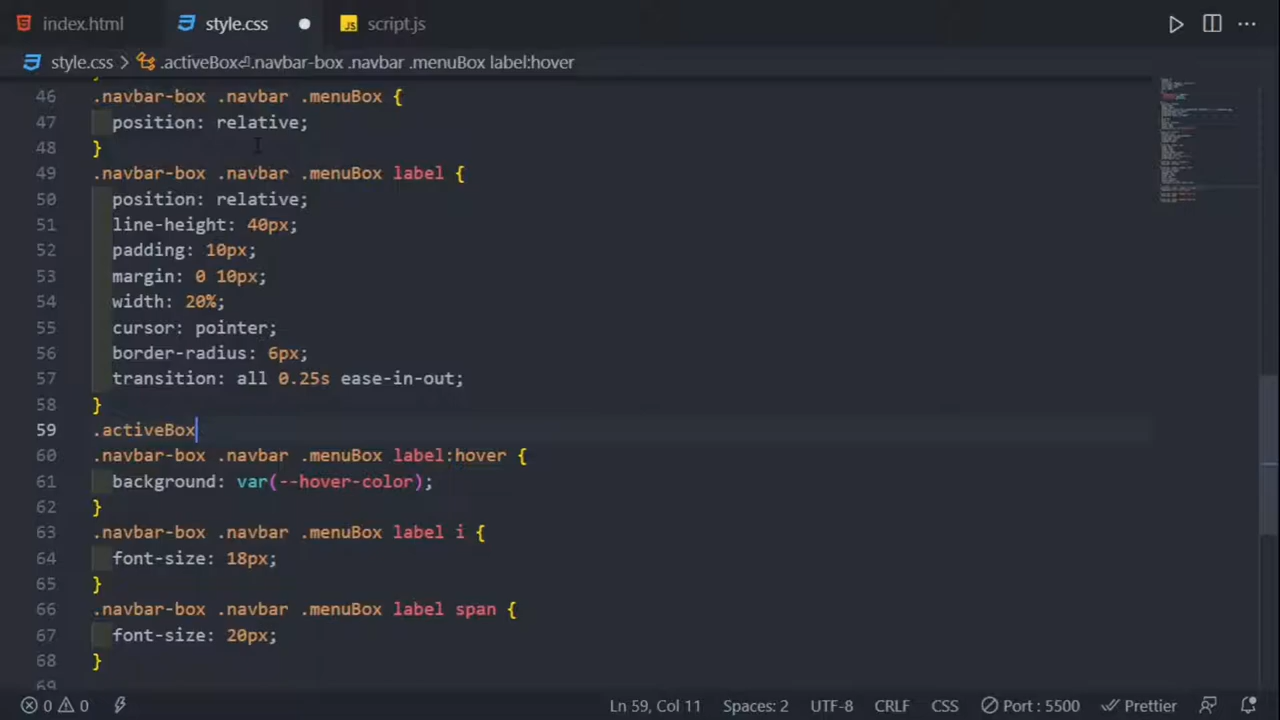 index.html style.css script.js
style.css > .activeBox⏎.navbar-box .navbar .menuBox label:hover
}
46 .navbar-box .navbar .menuBox {
47 position: relative;
48 }
49 .navbar-box .navbar .menuBox label {
50 position: relative;
51 line-height: 40px;
52 padding: 10px;
53 margin: 0 10px;
54 width: 20%;
55 cursor: pointer;
56 border-radius: 6px;
57 transition: all 0.25s ease-in-out;
58 }
59 .activeBox
60 .navbar-box .navbar .menuBox label:hover {
61 background: var(--hover-color);
62 }
63 .navbar-box .navbar .menuBox label i {
64 font-size: 18px;
65 }
66 .navbar-box .navbar .menuBox label span {
67 font-size: 20px;
68 }
69
0 0 Ln 59, Col 11 Spaces: 2 UTF-8 CRLF CSS Port : 5500 Prettier